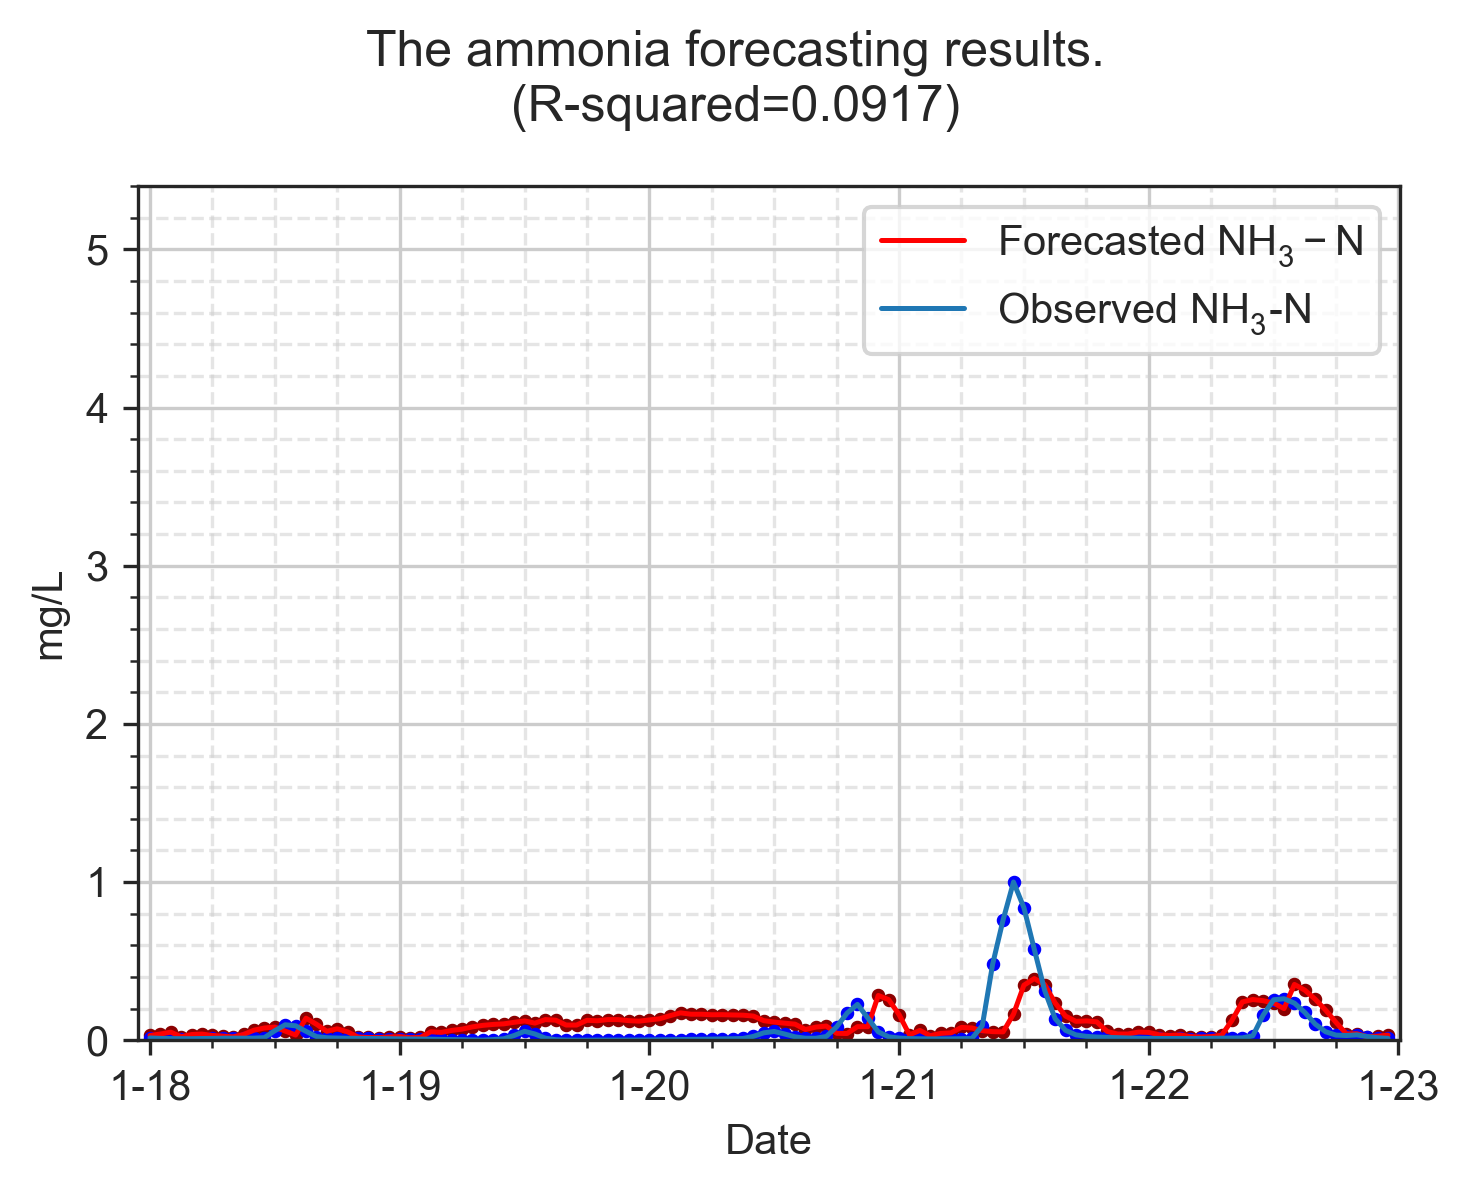 The ammonia forecasting results.
(R-squared=0.0917)
Forecasted NH₃ − N
Observed NH₃-N
5
4
3
2
1
0
mg/L
1-18 1-19 1-20 1-21 1-22 1-23
Date